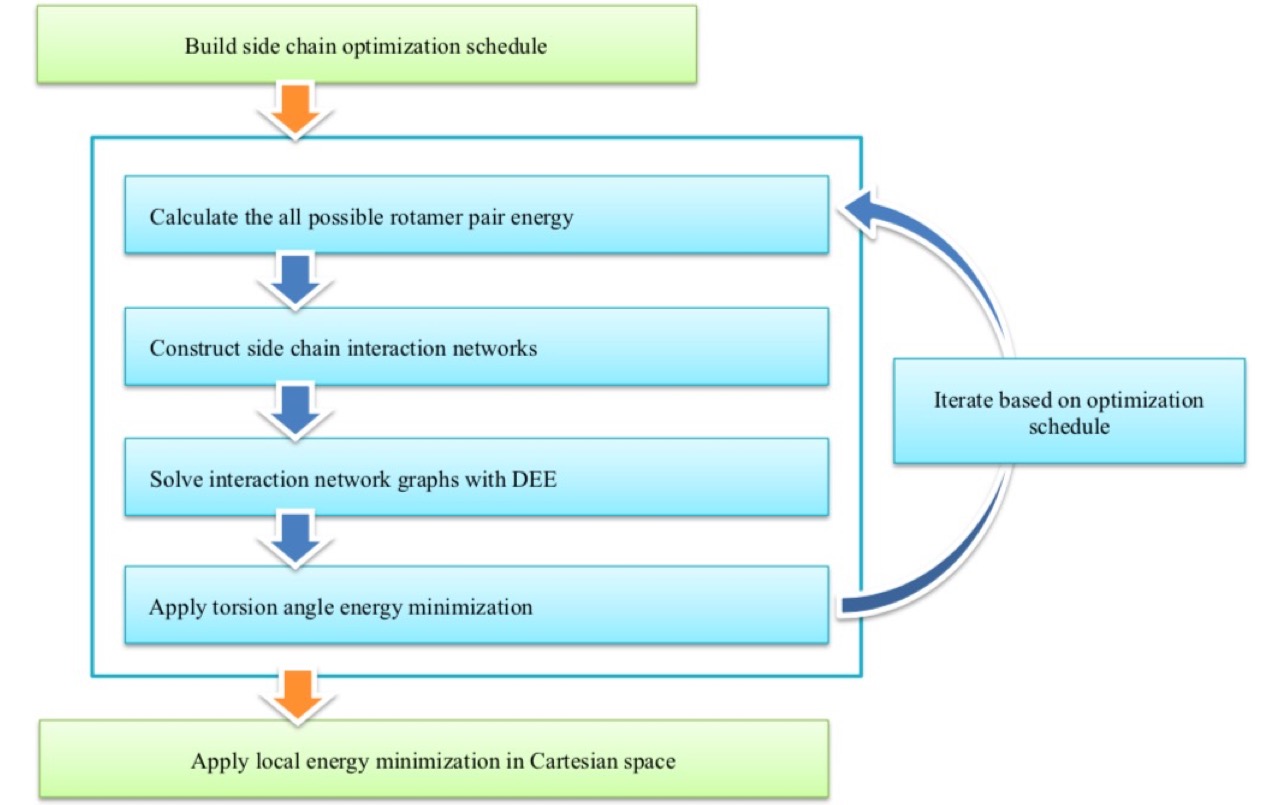 Build side chain optimization schedule
Calculate the all possible rotamer pair energy
Construct side chain interaction networks
Iterate based on optimization
schedule
Solve interaction network graphs with DEE
Apply torsion angle energy minimization
Apply local energy minimization in Cartesian space